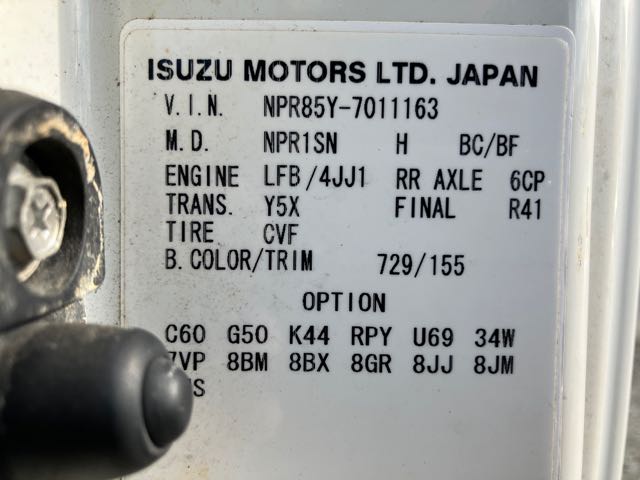 ISUZU MOTORS LTD. JAPAN
V.I.N. NPR85Y-7011163
M.D. NPR1SN H BC/BF
ENGINE LFB/4JJ1 RR AXLE 6CP
TRANS. Y5X FINAL R41
TIRE CVF
B.COLOR/TRIM 729/155
OPTION
C60 G50 K44 RPY U69 34W
7VP 8BM 8BX 8GR 8JJ 8JM